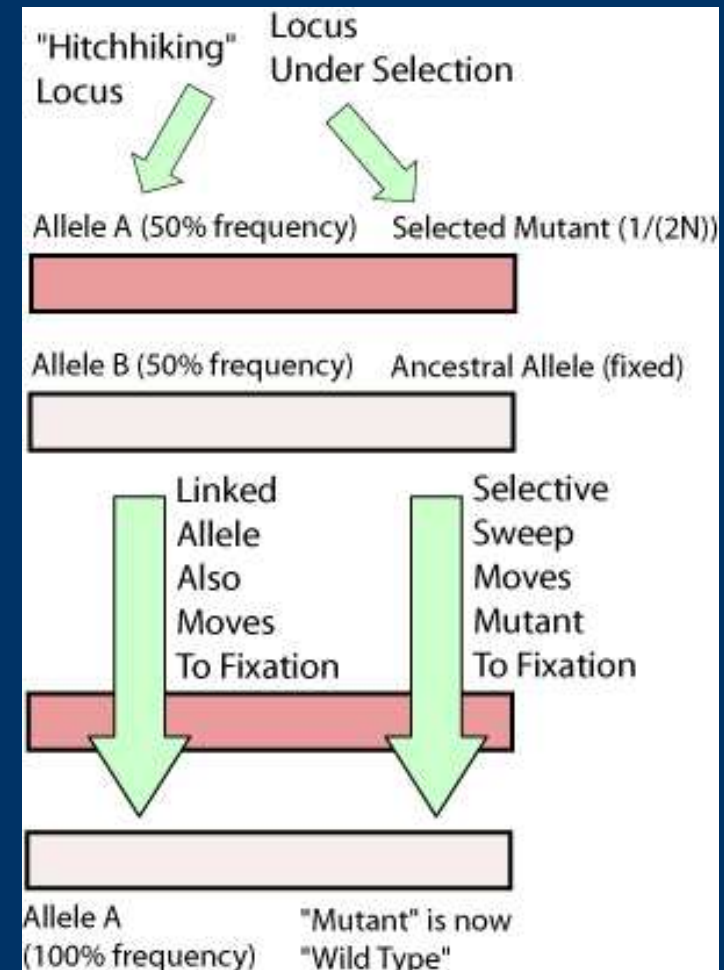 "Hitchhiking"
Locus
Locus
Under Selection
Allele A (50% frequency)
Selected Mutant (1/(2N))
Allele B (50% frequency)
Ancestral Allele (fixed)
Linked
Allele
Also
Moves
To Fixation
Selective
Sweep
Moves
Mutant
To Fixation
Allele A
(100% frequency)
"Mutant" is now
"Wild Type"